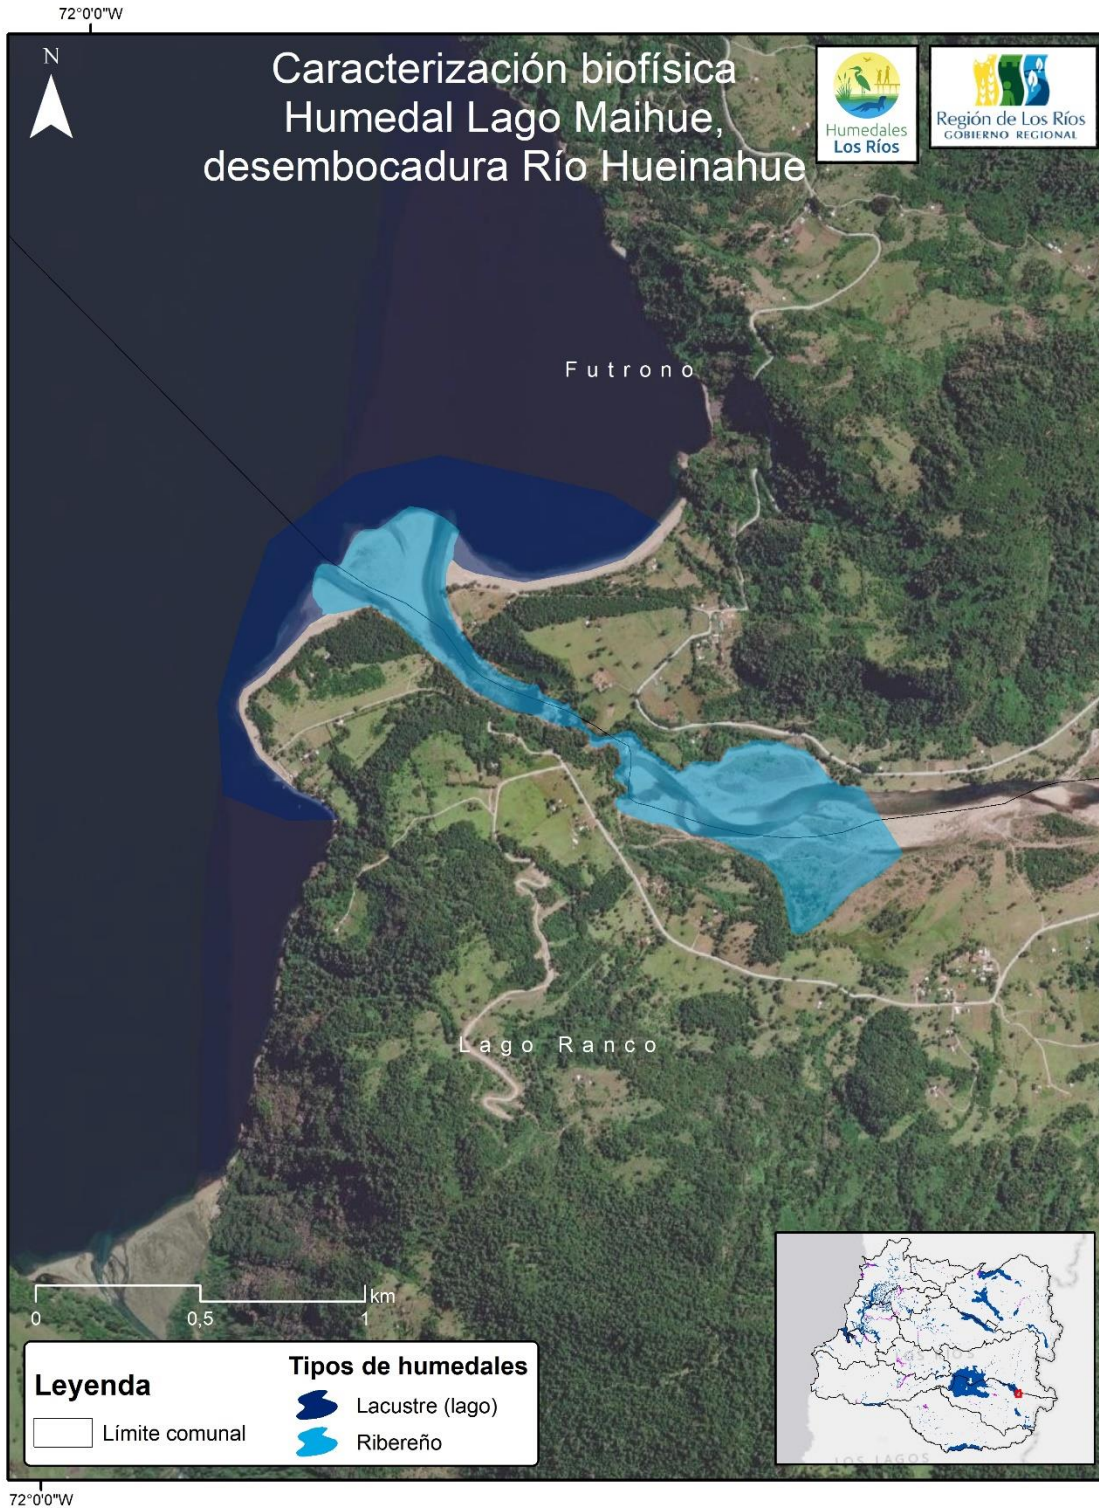 72°0'0"W
N
Caracterización biofísica
Humedal Lago Maihue,
desembocadura Río Hueinahue
Humedales
Los Ríos
Región de Los Ríos
GOBIERNO REGIONAL
Futrono
Lago Ranco
km
0 0,5 1
Leyenda
Límite comunal
Tipos de humedales
Lacustre (lago)
Ribereño
LOS RÍOS
LOS LAGOS
72°0'0"W